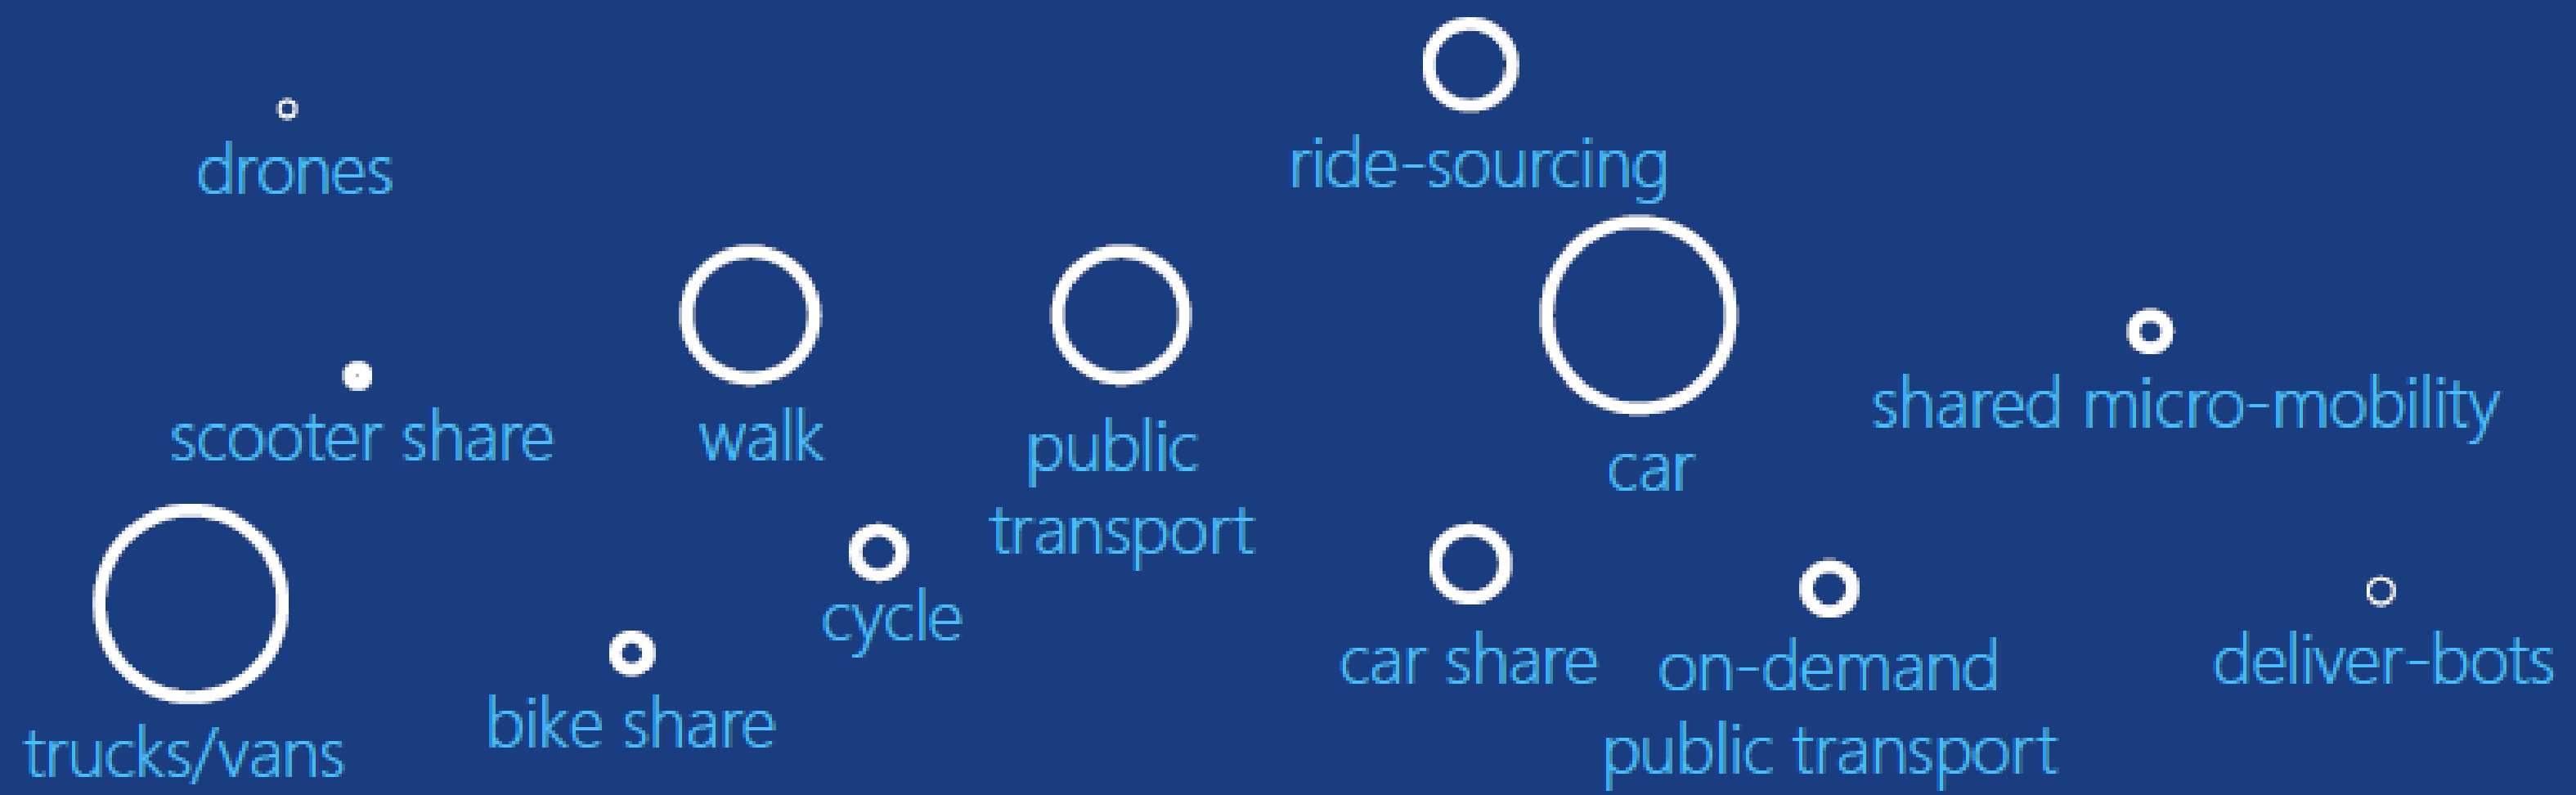 drones
ride-sourcing
scooter share
walk
public
transport
car
shared micro-mobility
trucks/vans
bike share
cycle
car share
on-demand
public transport
deliver-bots